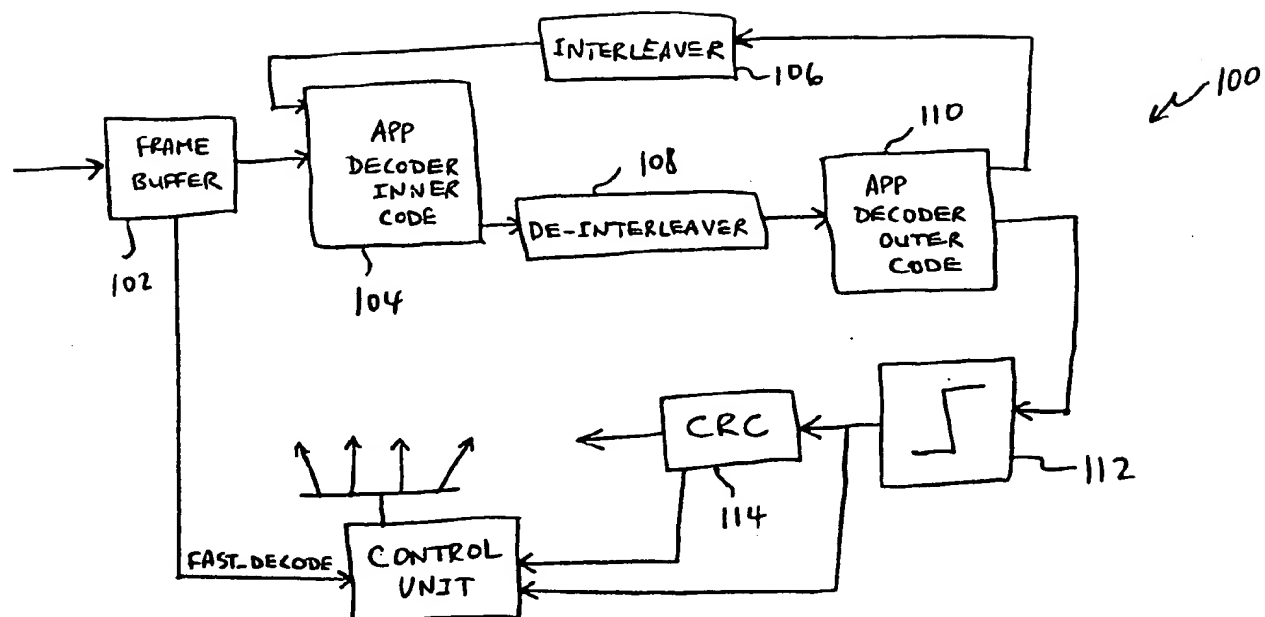 INTERLEAVER
106
100
FRAME
BUFFER
102
APP
DECODER
INNER
CODE
104
108
DE-INTERLEAVER
110
APP
DECODER
OUTER
CODE
112
CRC
114
FAST_DECODE
CONTROL
UNIT